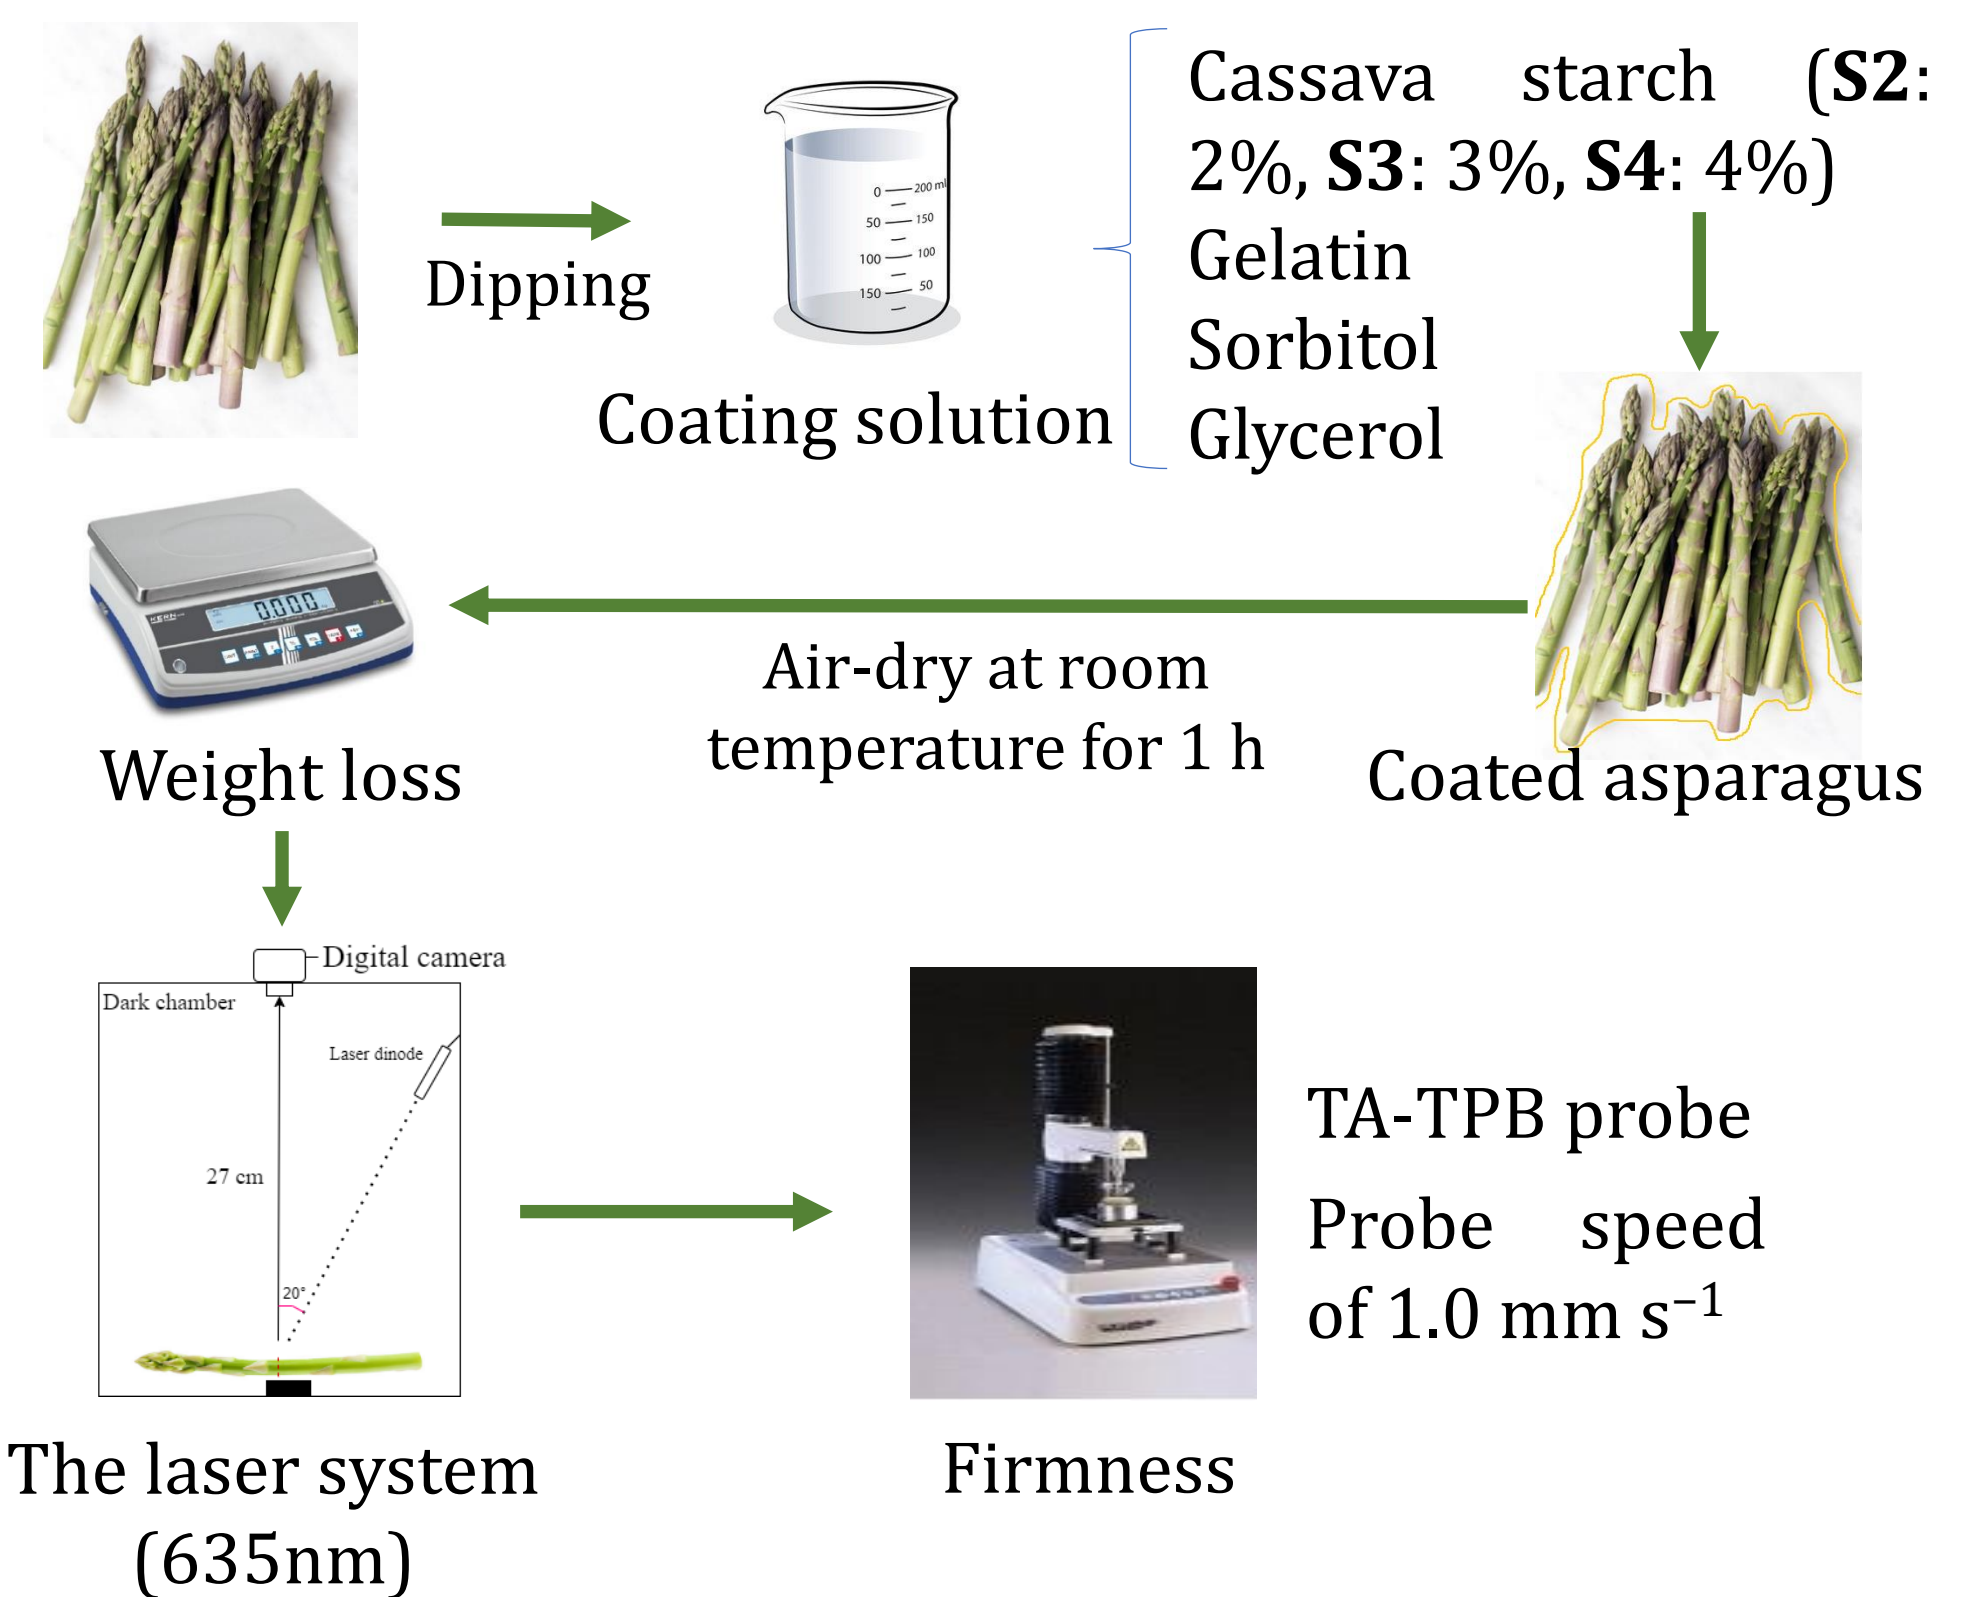 Cassava starch (S2:
2%, S3: 3%, S4: 4%)
Gelatin
Sorbitol
Glycerol
Dipping
0 200 ml
50 150
100 100
150 50
Coating solution
KERN
0.000
Air-dry at room
temperature for 1 h
Weight loss
Coated asparagus
Digital camera
Dark chamber
Laser dinode
27 cm
20°
TA-TPB probe
Probe speed
of 1.0 mm s⁻¹
The laser system
(635nm)
Firmness